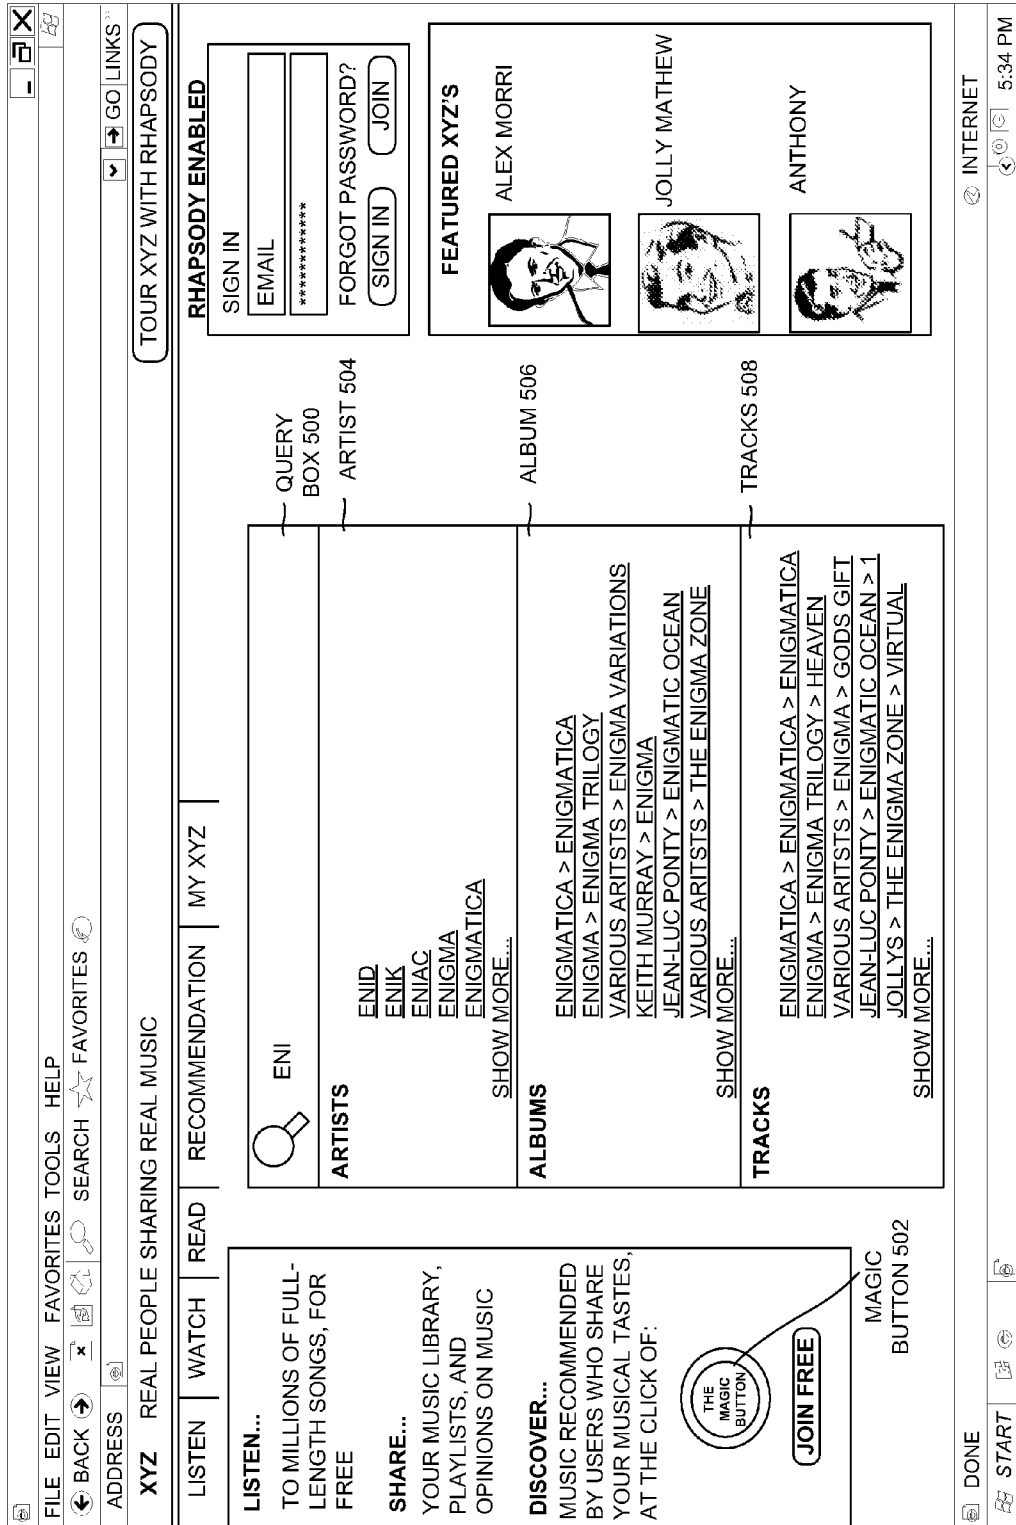 FILE EDIT VIEW FAVORITES TOOLS HELP
BACK SEARCH FAVORITES
ADDRESS GO LINKS »
XYZ REAL PEOPLE SHARING REAL MUSIC TOUR XYZ WITH RHAPSODY
LISTEN WATCH READ RECOMMENDATION MY XYZ
LISTEN...
TO MILLIONS OF FULL-
LENGTH SONGS, FOR
FREE
SHARE...
YOUR MUSIC LIBRARY,
PLAYLISTS, AND
OPINIONS ON MUSIC
DISCOVER...
MUSIC RECOMMENDED
BY USERS WHO SHARE
YOUR MUSICAL TASTES,
AT THE CLICK OF:
THE
MAGIC
BUTTON
JOIN FREE
MAGIC
BUTTON 502
ENI
QUERY
BOX 500
ARTISTS
ARTIST 504
ENID
ENIK
ENIAC
ENIGMA
ENIGMATICA
SHOW MORE...
ALBUMS
ALBUM 506
ENIGMATICA > ENIGMATICA
ENIGMA > ENIGMA TRILOGY
VARIOUS ARITSTS > ENIGMA VARIATIONS
KEITH MURRAY > ENIGMA
JEAN-LUC PONTY > ENIGMATIC OCEAN
VARIOUS ARITSTS > THE ENIGMA ZONE
SHOW MORE...
TRACKS
TRACKS 508
ENIGMATICA > ENIGMATICA > ENIGMATICA
ENIGMA > ENIGMA TRILOGY > HEAVEN
VARIOUS ARITSTS > ENIGMA > GODS GIFT
JEAN-LUC PONTY > ENIGMATIC OCEAN > 1
JOLLYS > THE ENIGMA ZONE > VIRTUAL
SHOW MORE...
RHAPSODY ENABLED
SIGN IN
EMAIL
*************
FORGOT PASSWORD?
SIGN IN JOIN
FEATURED XYZ'S
ALEX MORRI
JOLLY MATHEW
ANTHONY
DONE INTERNET
START 5:34 PM